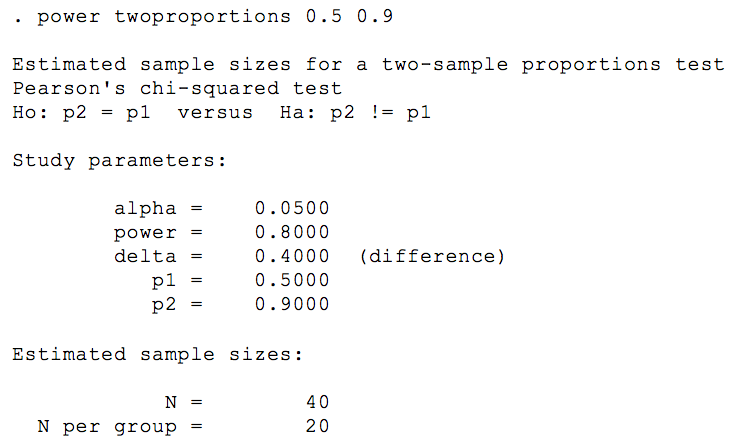 . power twoproportions 0.5 0.9
Estimated sample sizes for a two-sample proportions test
Pearson's chi-squared test
Ho: p2 = p1  versus  Ha: p2 != p1
Study parameters:
alpha =    0.0500
power =    0.8000
delta =    0.4000  (difference)
p1 =    0.5000
p2 =    0.9000
Estimated sample sizes:
N =        40
N per group =        20